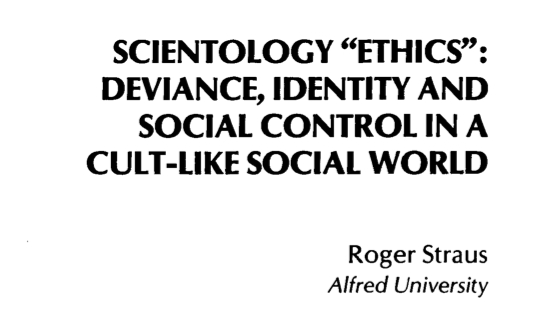 SCIENTOLOGY “ETHICS”:
DEVIANCE, IDENTITY AND
SOCIAL CONTROL IN A
CULT-LIKE SOCIAL WORLD
Roger Straus
Alfred University